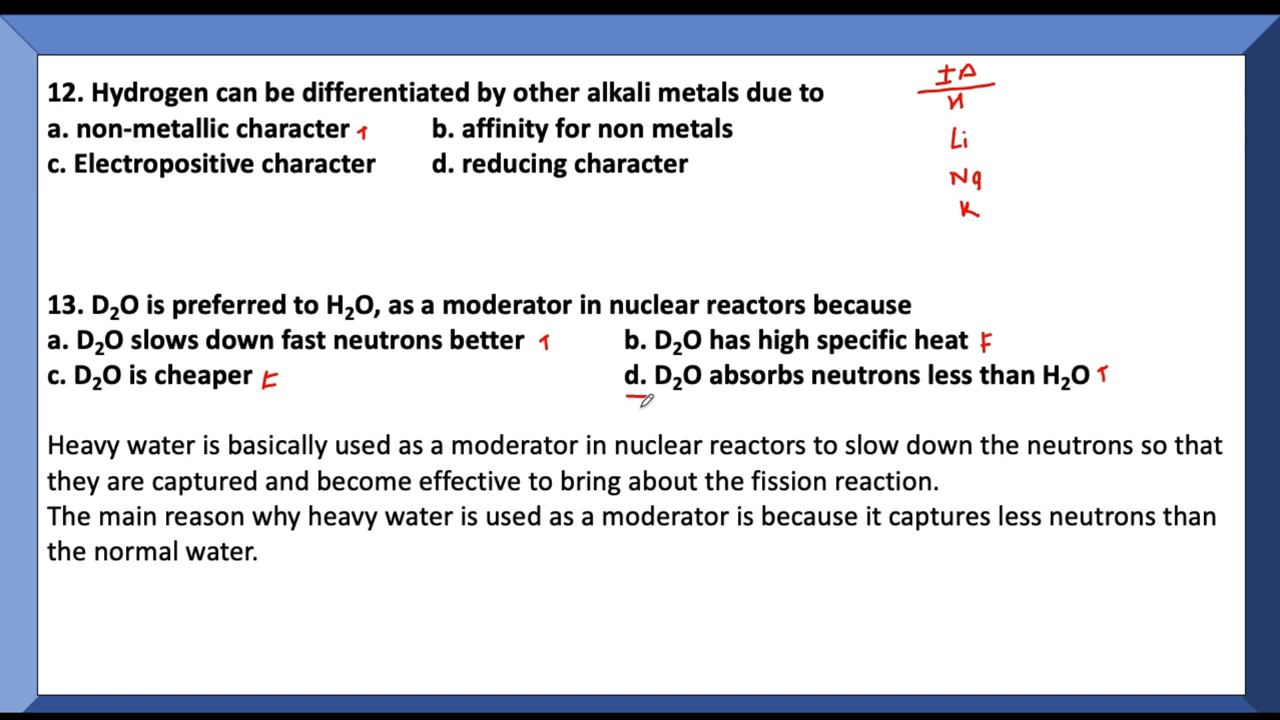 12. Hydrogen can be differentiated by other alkali metals due to
a. non-metallic character T b. affinity for non metals
c. Electropositive character d. reducing character
IA
H
Li
Na
K
13. D₂O is preferred to H₂O, as a moderator in nuclear reactors because
a. D₂O slows down fast neutrons better T b. D₂O has high specific heat F
c. D₂O is cheaper F d. D₂O absorbs neutrons less than H₂O T
Heavy water is basically used as a moderator in nuclear reactors to slow down the neutrons so that
they are captured and become effective to bring about the fission reaction.
The main reason why heavy water is used as a moderator is because it captures less neutrons than
the normal water.